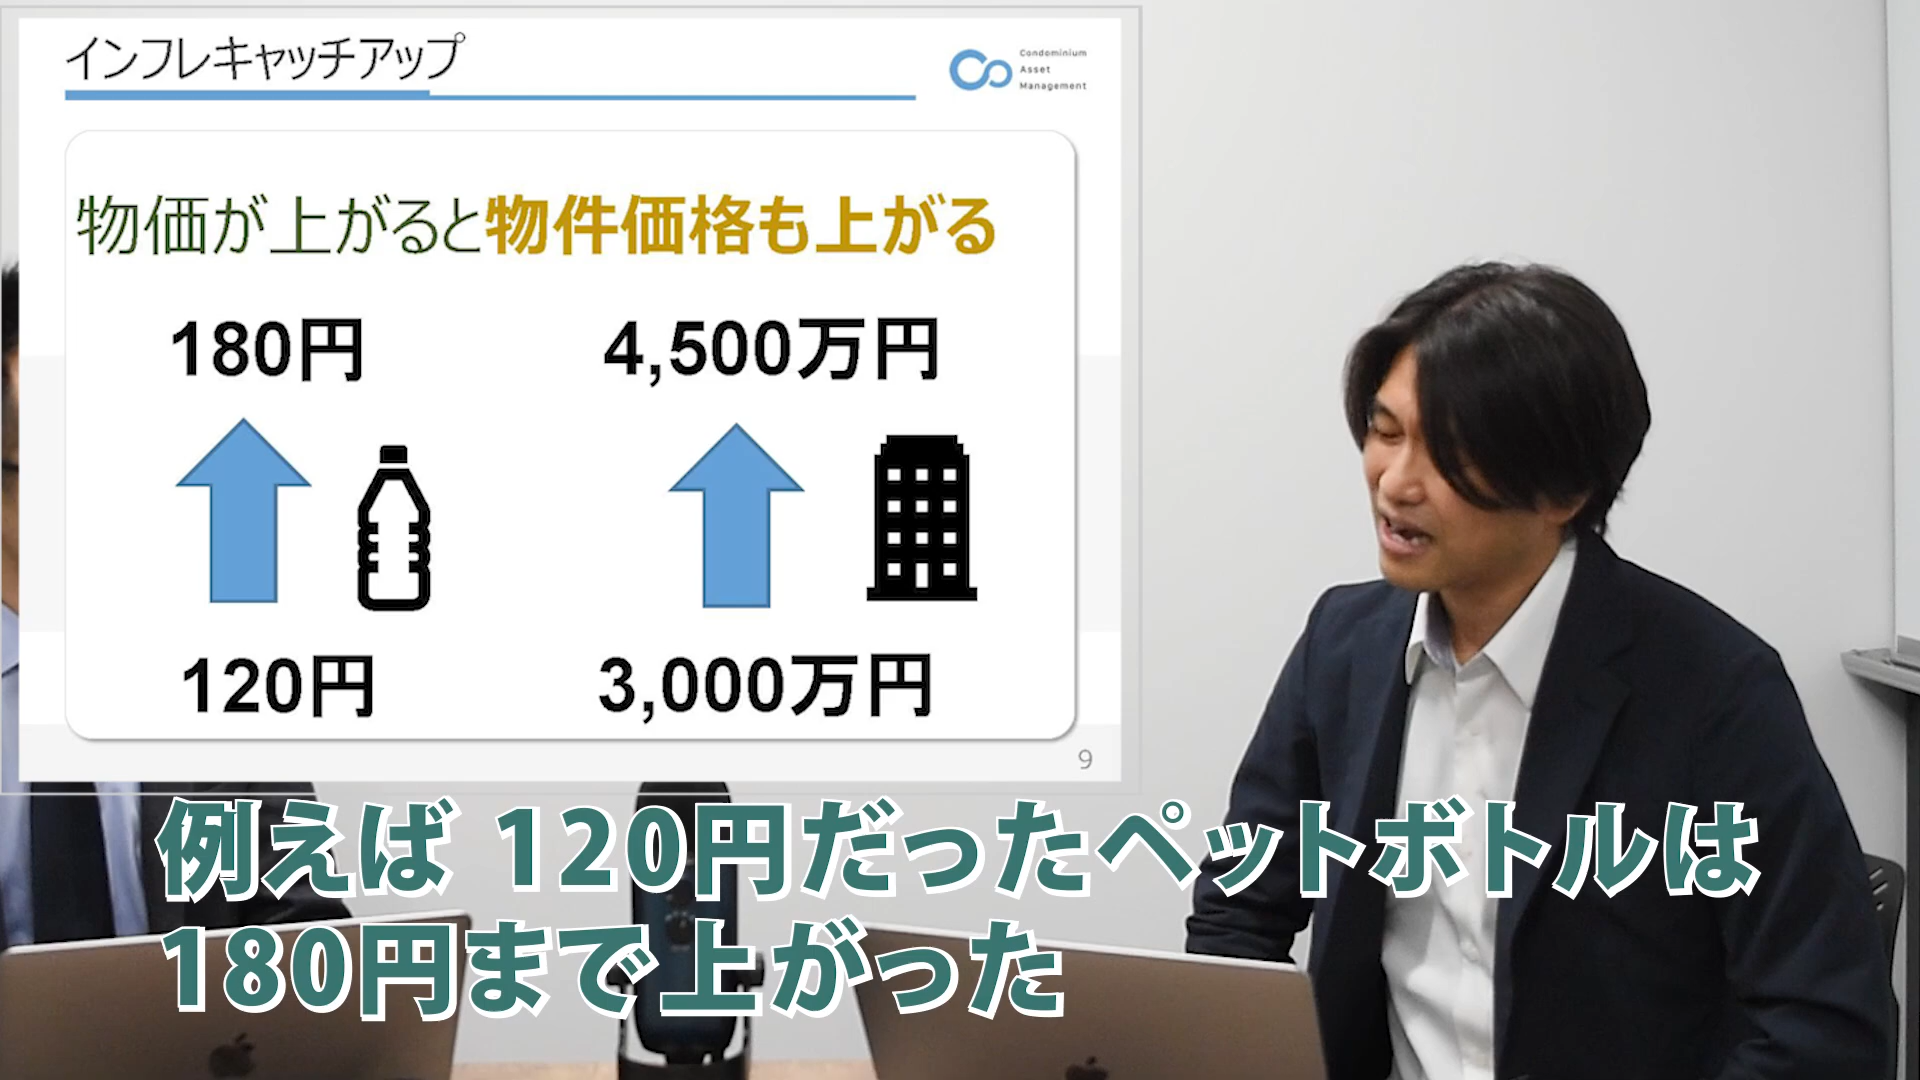 インフレキャッチアップ
Condominium
Asset
Management
物価が上がると物件価格も上がる
180円
4,500万円
120円
3,000万円
9
例えば 120円だったペットボトルは
180円まで上がった